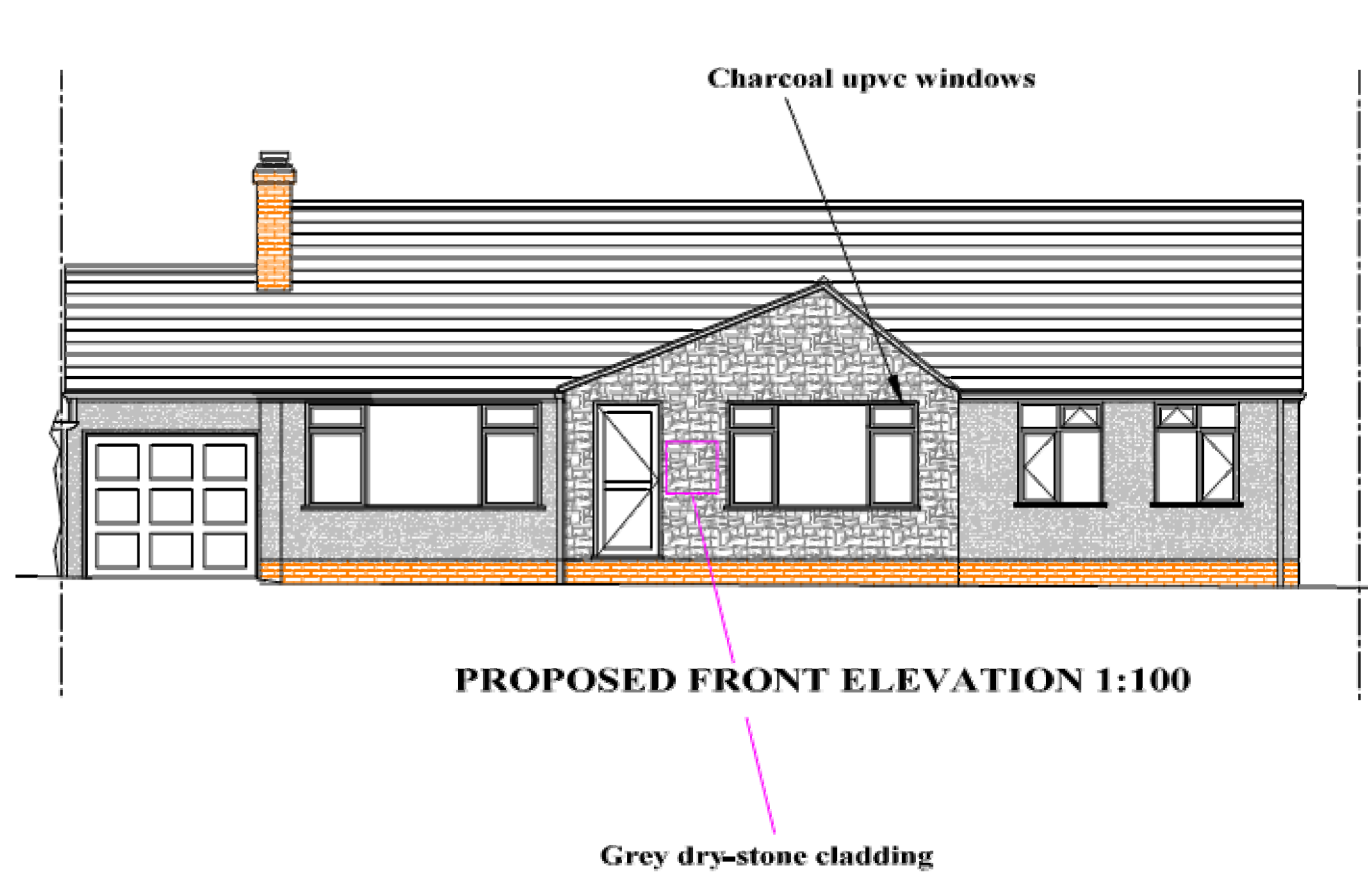 Charcoal upvc windows
PROPOSED FRONT ELEVATION 1:100
Grey dry-stone cladding